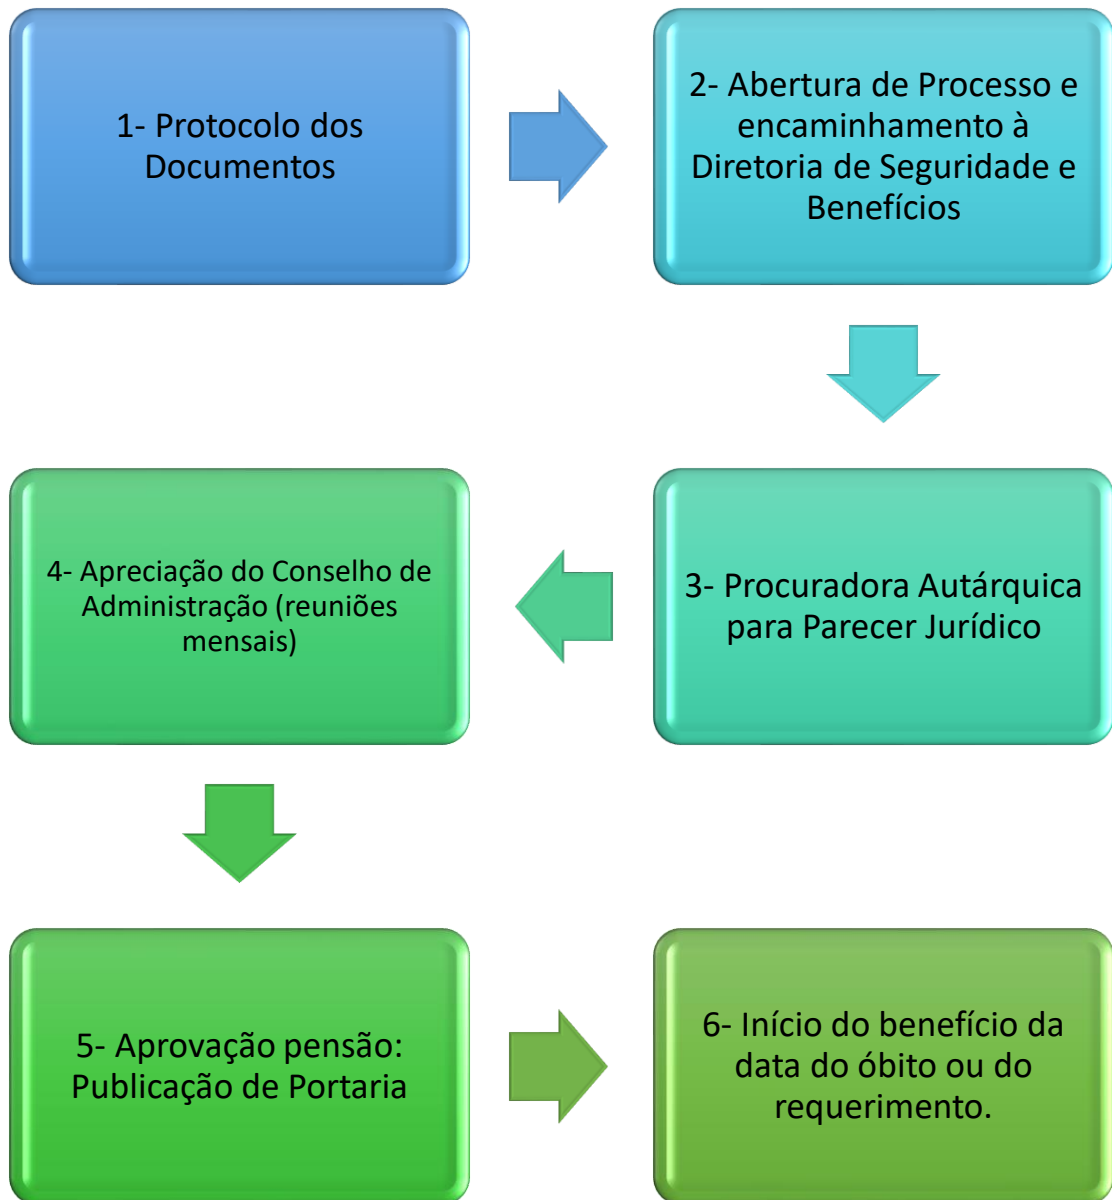 1- Protocolo dos
Documentos
2- Abertura de Processo e
encaminhamento à
Diretoria de Seguridade e
Benefícios
3- Procuradora Autárquica
para Parecer Jurídico
4- Apreciação do Conselho de
Administração (reuniões
mensais)
5- Aprovação pensão:
Publicação de Portaria
6- Início do benefício da
data do óbito ou do
requerimento.